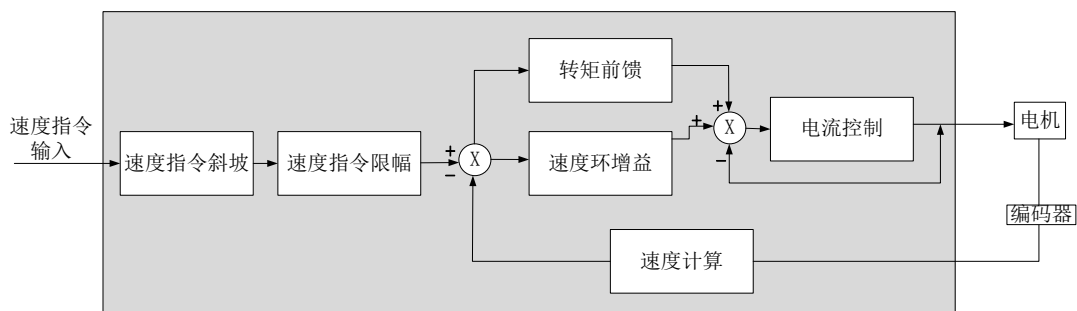 转矩前馈
速度指令
输入
速度指令斜坡
速度指令限幅
+
−
X
速度环增益
+
+
−
X
电流控制
电机
编码器
速度计算